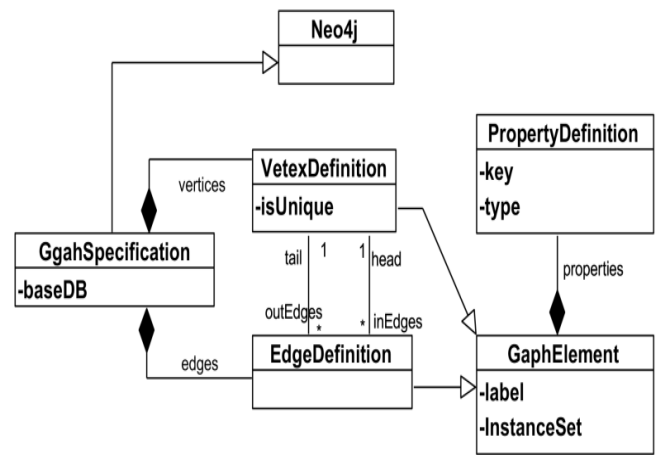 Neo4j
PropertyDefinition
-key
-type
VetexDefinition
-isUnique
vertices
GgahSpecification
-baseDB
tail
1
1
head
properties
outEdges
*
*
inEdges
edges
EdgeDefinition
GaphElement
-label
-InstanceSet